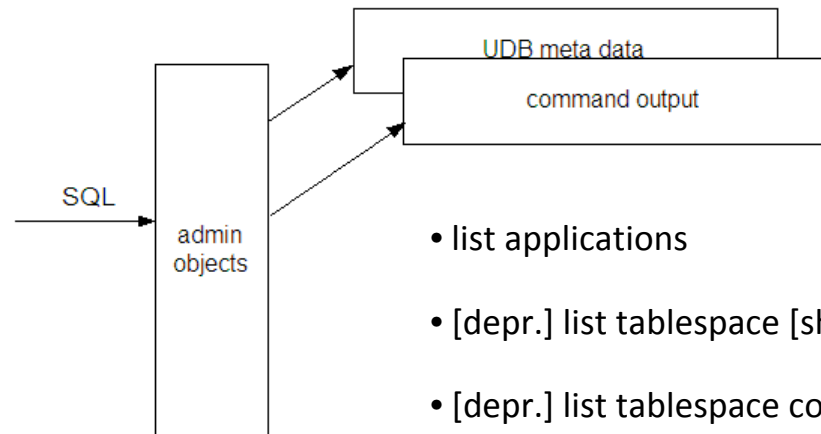 UDB meta data
command output
SQL
admin
objects
• list applications
• [depr.] list tablespace
• [depr.] list tablespace